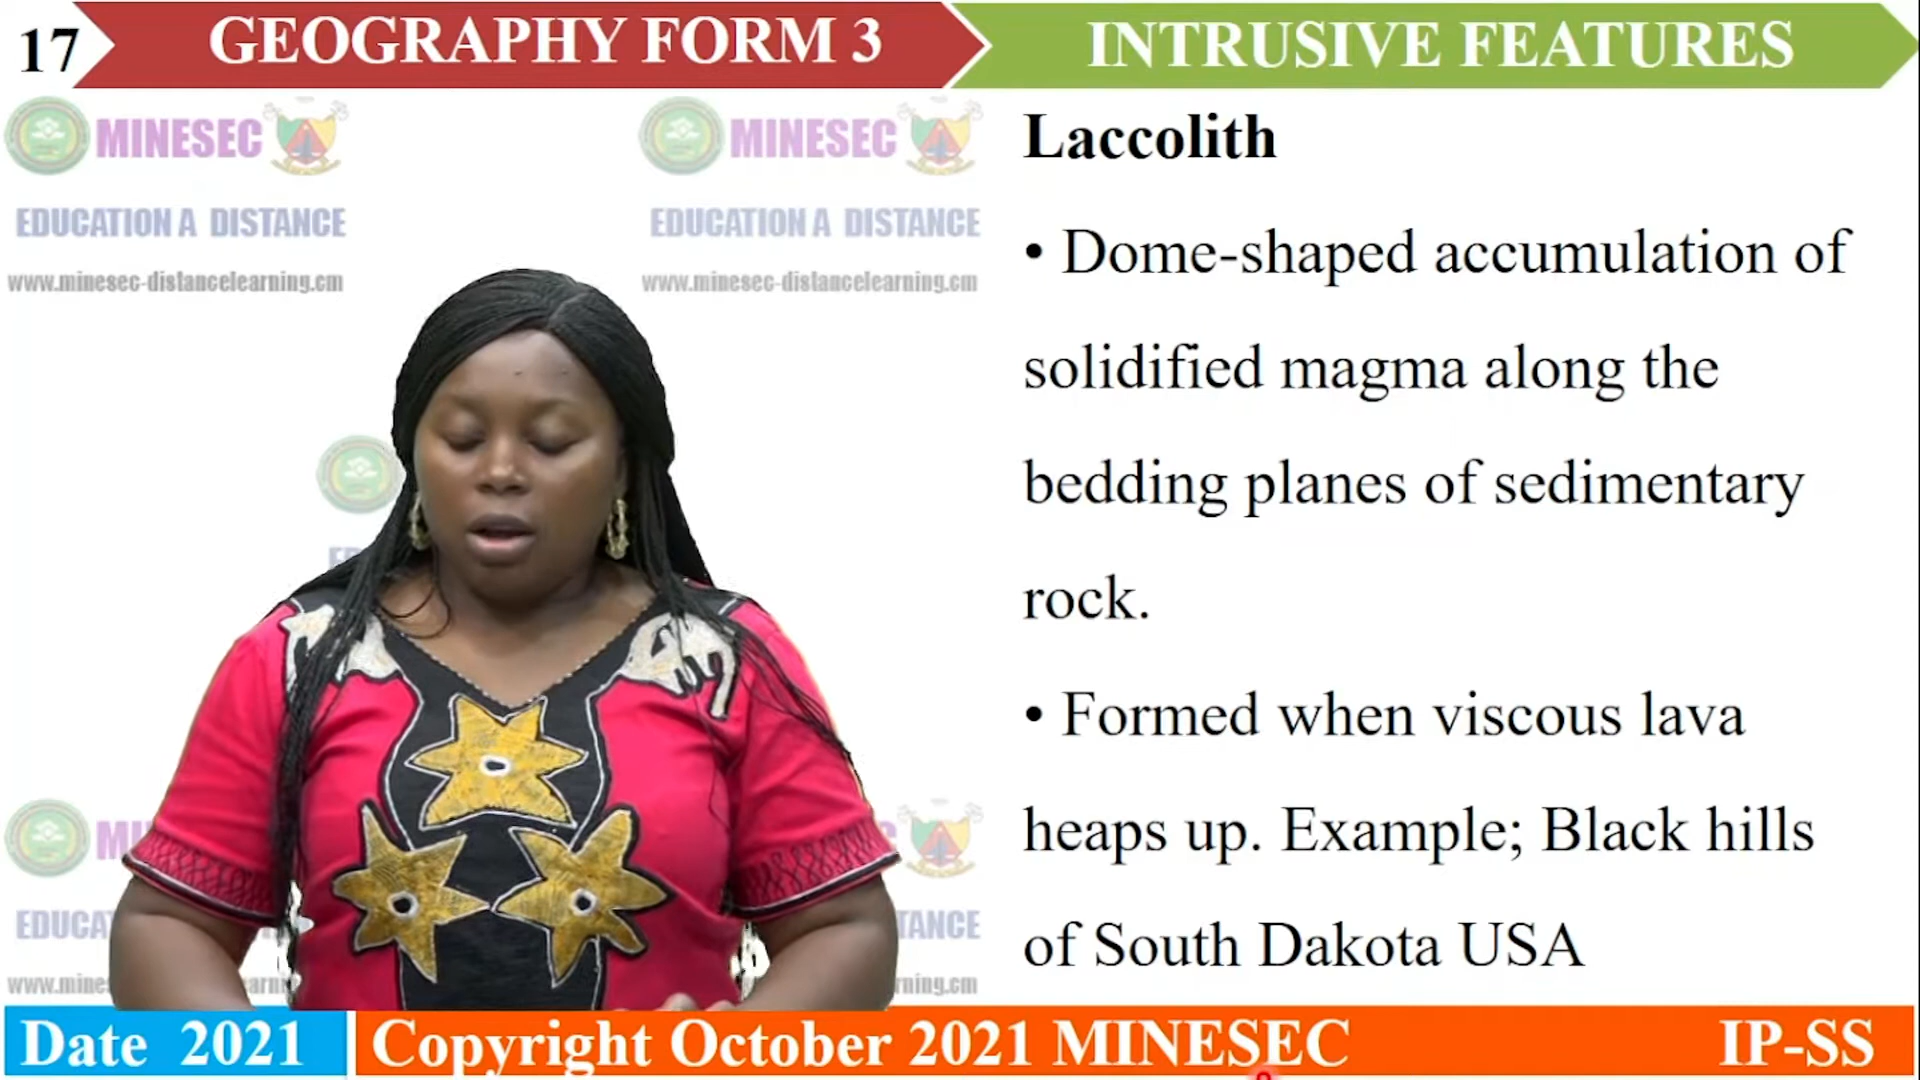 17
GEOGRAPHY FORM 3
INTRUSIVE FEATURES
MINESEC
EDUCATION A DISTANCE
www.minesec-distancelearning.cm
MINESEC
EDUCATION A DISTANCE
www.minesec-distancelearning.cm
Laccolith
• Dome-shaped accumulation of
solidified magma along the
bedding planes of sedimentary
rock.
• Formed when viscous lava
heaps up. Example; Black hills
of South Dakota USA
Date 2021
Copyright October 2021 MINESEC
IP-SS